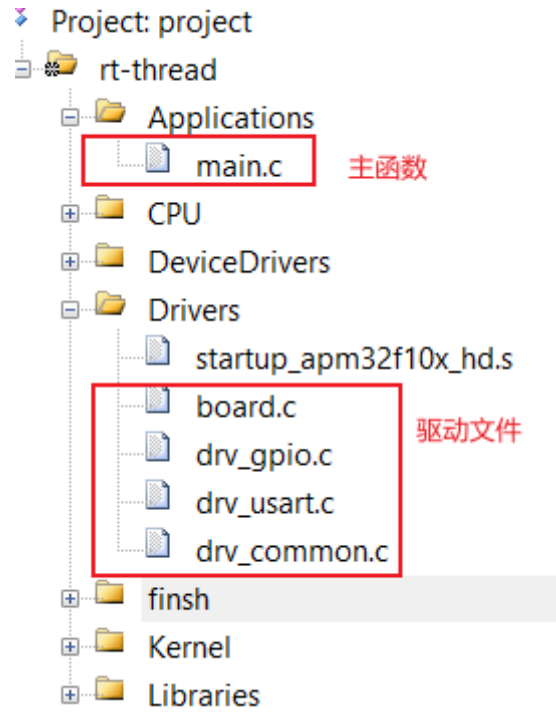 Project: project
rt-thread
Applications
main.c 主函数
CPU
DeviceDrivers
Drivers
startup_apm32f10x_hd.s
board.c
驱动文件
drv_gpio.c
drv_usart.c
drv_common.c
finsh
Kernel
Libraries